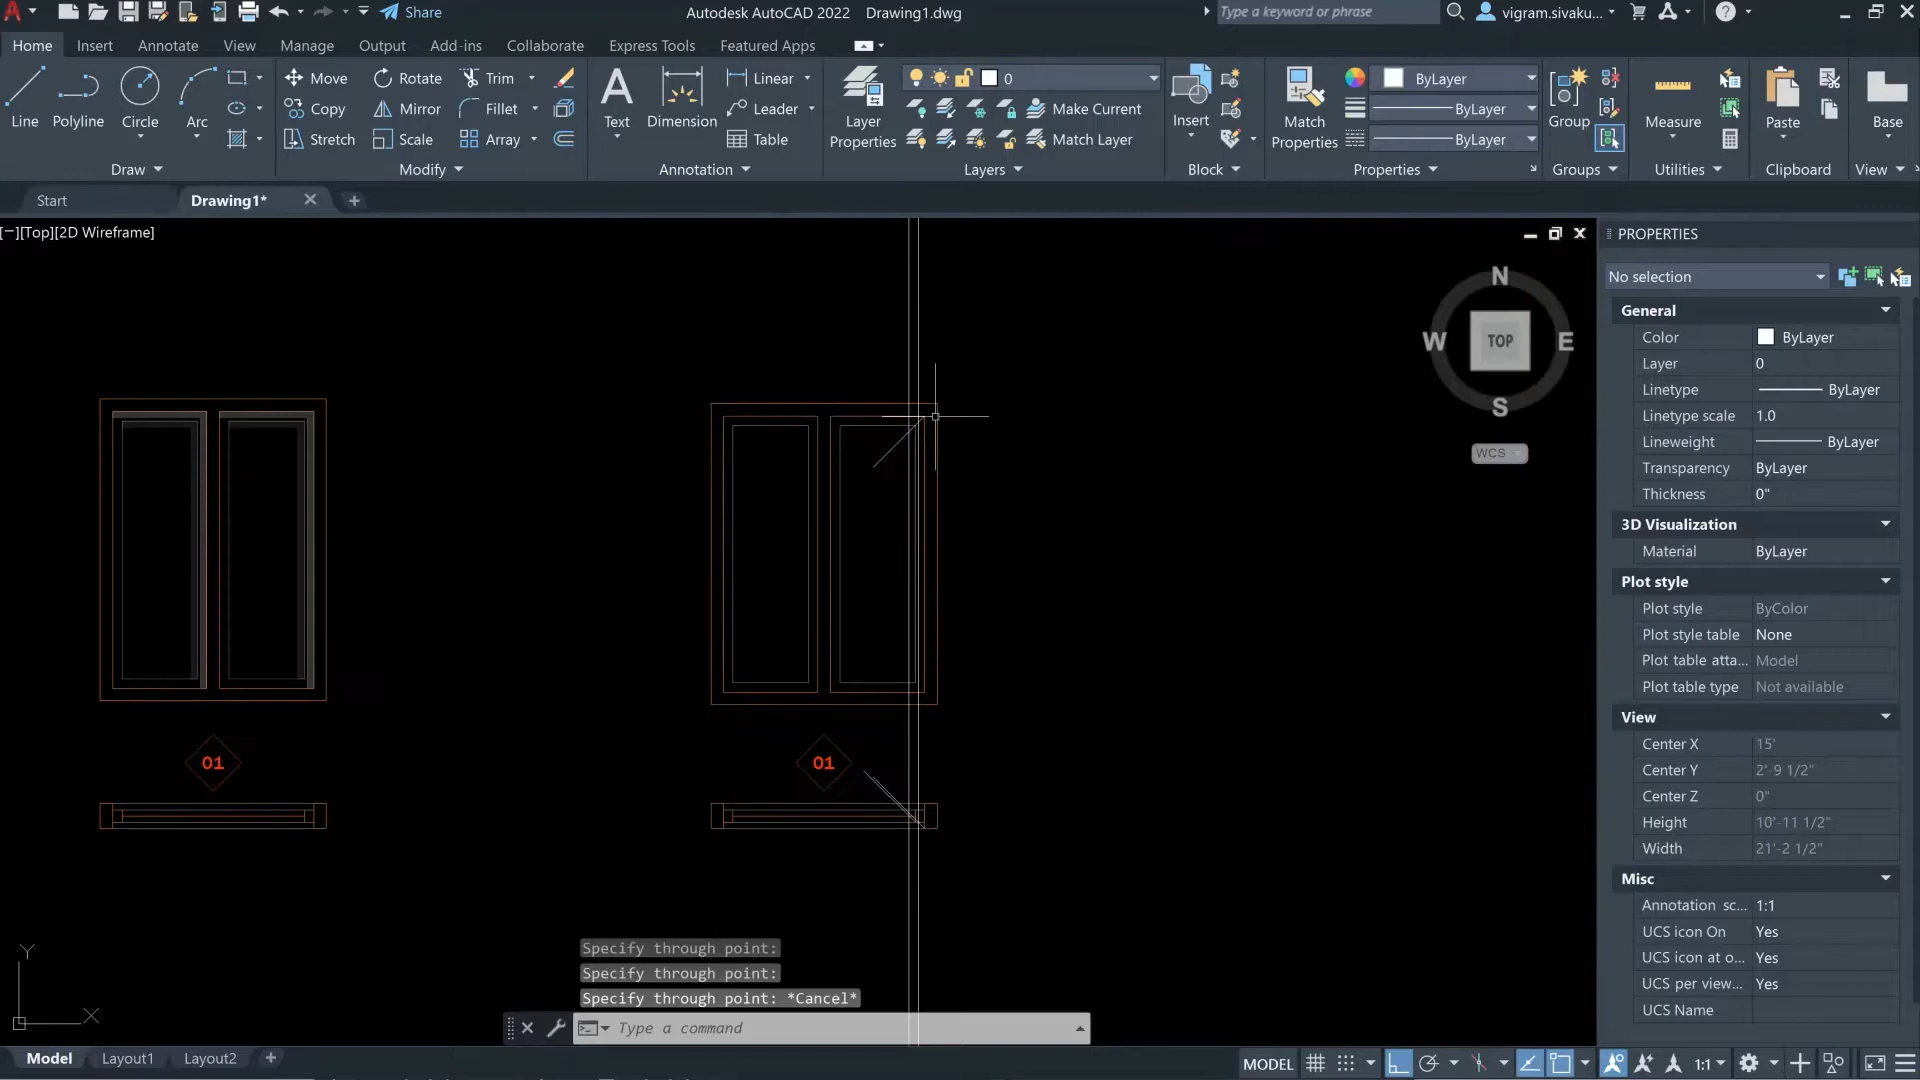 Share
Autodesk AutoCAD 2022 Drawing1.dwg
Type a keyword or phrase
vigram.sivaku...
Home Insert Annotate View Manage Output Add-ins Collaborate Express Tools Featured Apps
Line Polyline Circle Arc
Move Rotate Trim
Copy Mirror Fillet
Stretch Scale Array
Text Dimension
Linear
Leader
Table
Layer Properties
0
Make Current
Match Layer
Insert
Match Properties
ByLayer
ByLayer
ByLayer
Group
Measure
Paste
Base
Draw Modify Annotation Layers Block Properties Groups Utilities Clipboard View
Start Drawing1*
[−][Top][2D Wireframe]
N
W TOP E
S
WCS
01
01
Y
X
Specify through point:
Specify through point:
Specify through point: *Cancel*
Type a command
PROPERTIES
No selection
General
Color ByLayer
Layer 0
Linetype ByLayer
Linetype scale 1.0
Lineweight ByLayer
Transparency ByLayer
Thickness 0"
3D Visualization
Material ByLayer
Plot style
Plot style ByColor
Plot style table None
Plot table atta... Model
Plot table type Not available
View
Center X 15'
Center Y 2'-9 1/2"
Center Z 0"
Height 10'-11 1/2"
Width 21'-2 1/2"
Misc
Annotation sc... 1:1
UCS icon On Yes
UCS icon at o... Yes
UCS per view... Yes
UCS Name
Model Layout1 Layout2
MODEL 1:1